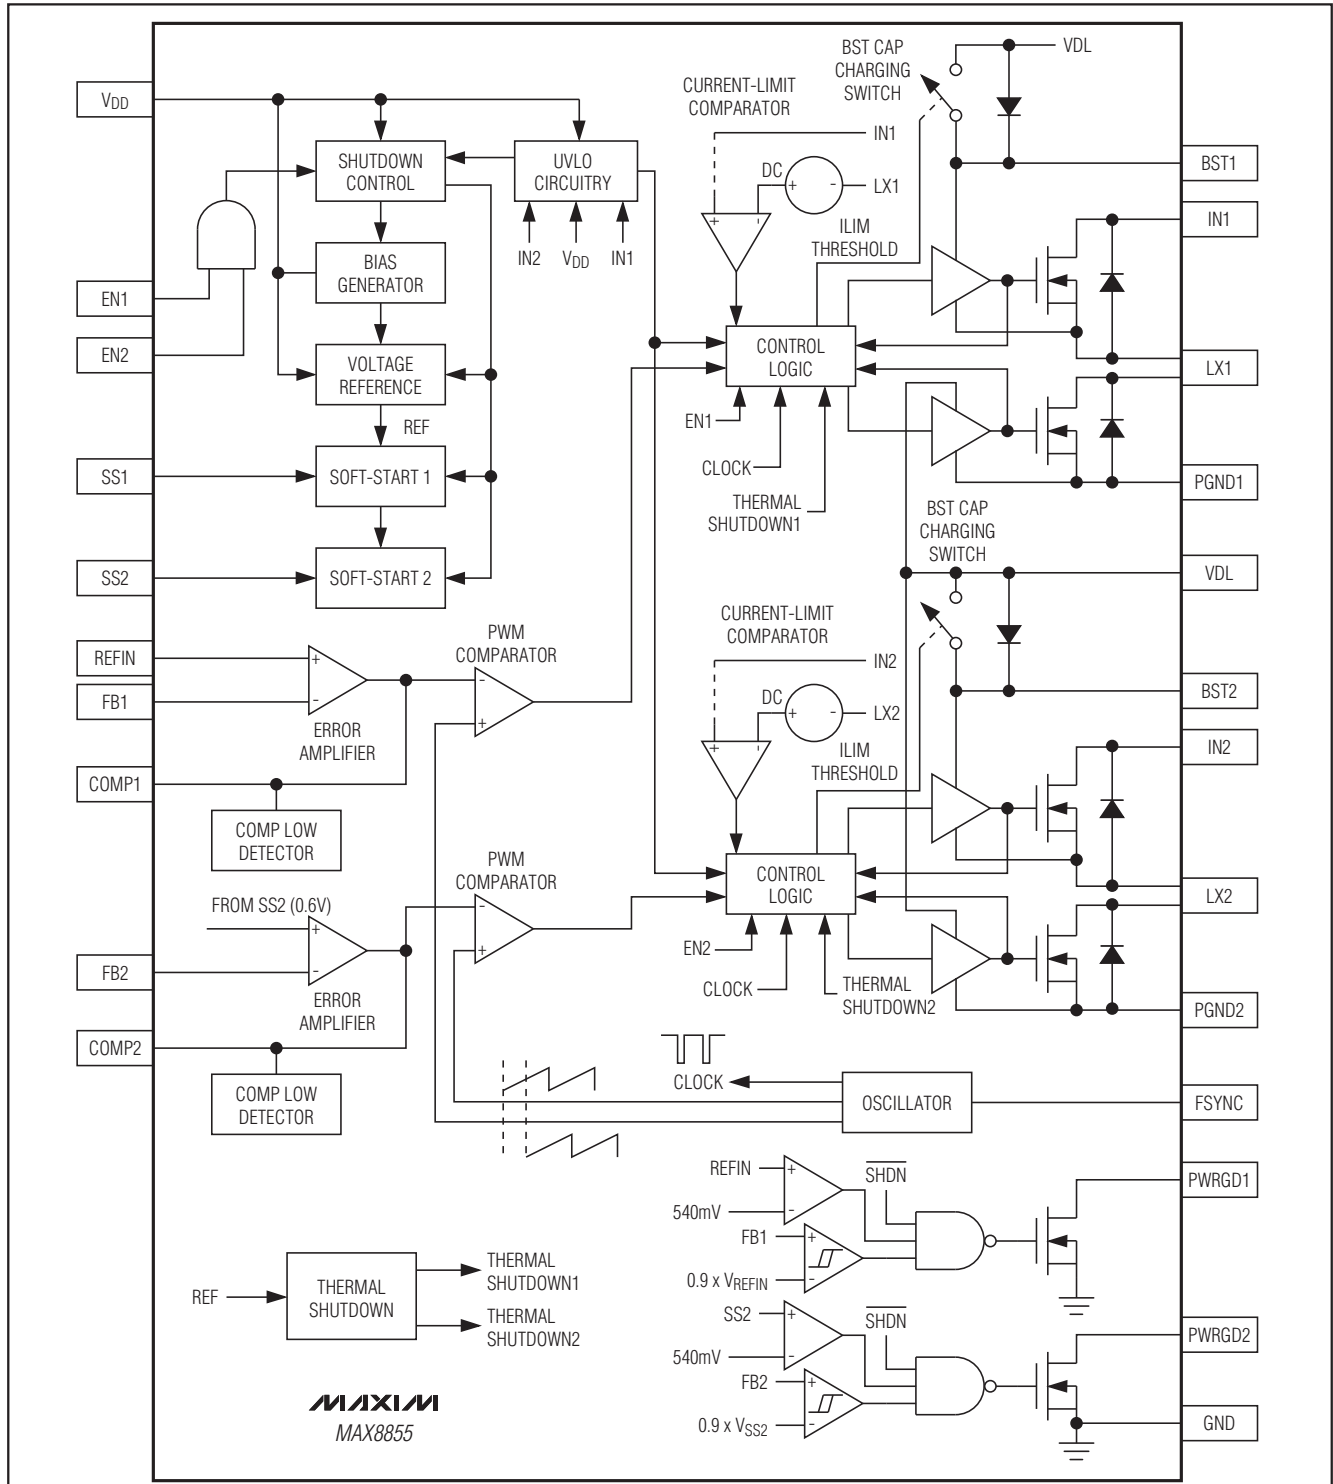 VDD
EN1
EN2
SS1
SS2
REFIN
FB1
COMP1
FB2
COMP2
SHUTDOWN
CONTROL
UVLO
CIRCUITRY
IN2
VDD
IN1
BIAS
GENERATOR
VOLTAGE
REFERENCE
REF
SOFT-START 1
SOFT-START 2
+
-
ERROR
AMPLIFIER
PWM
COMPARATOR
-
+
COMP LOW
DETECTOR
FROM SS2 (0.6V)
+
-
ERROR
AMPLIFIER
PWM
COMPARATOR
-
+
COMP LOW
DETECTOR
CURRENT-LIMIT
COMPARATOR
IN1
DC
+
-
LX1
+
-
ILIM
THRESHOLD
BST CAP
CHARGING
SWITCH
VDL
CONTROL
LOGIC
EN1
CLOCK
THERMAL
SHUTDOWN1
BST CAP
CHARGING
SWITCH
CURRENT-LIMIT
COMPARATOR
IN2
DC
+
-
LX2
+
-
ILIM
THRESHOLD
CONTROL
LOGIC
EN2
CLOCK
THERMAL
SHUTDOWN2
CLOCK
OSCILLATOR
REFIN
+
540mV
-
SHDN
FB1
+
0.9 x VREFIN
-
SS2
+
540mV
-
SHDN
FB2
+
0.9 x VSS2
-
REF
THERMAL
SHUTDOWN
THERMAL
SHUTDOWN1
THERMAL
SHUTDOWN2
MAXIM
MAX8855
BST1
IN1
LX1
PGND1
VDL
BST2
IN2
LX2
PGND2
FSYNC
PWRGD1
PWRGD2
GND